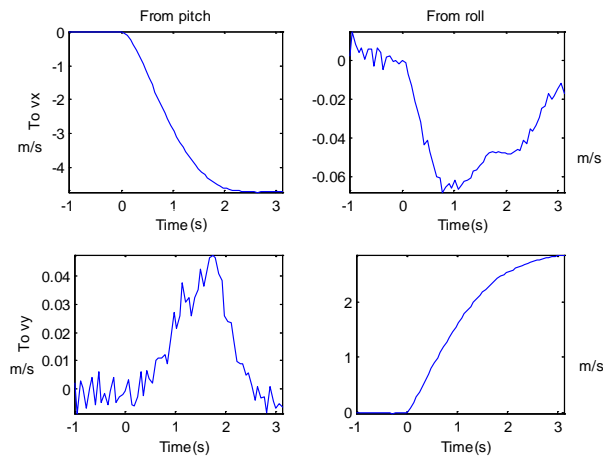 From pitch
From roll
To vx
m/s
0
-1
-2
-3
-4
-1 0 1 2 3
Time(s)
0
-0.02
-0.04
-0.06
m/s
-1 0 1 2 3
Time(s)
To vy
m/s
0.04
0.03
0.02
0.01
0
-1 0 1 2 3
Time(s)
2
1
0
m/s
-1 0 1 2 3
Time(s)